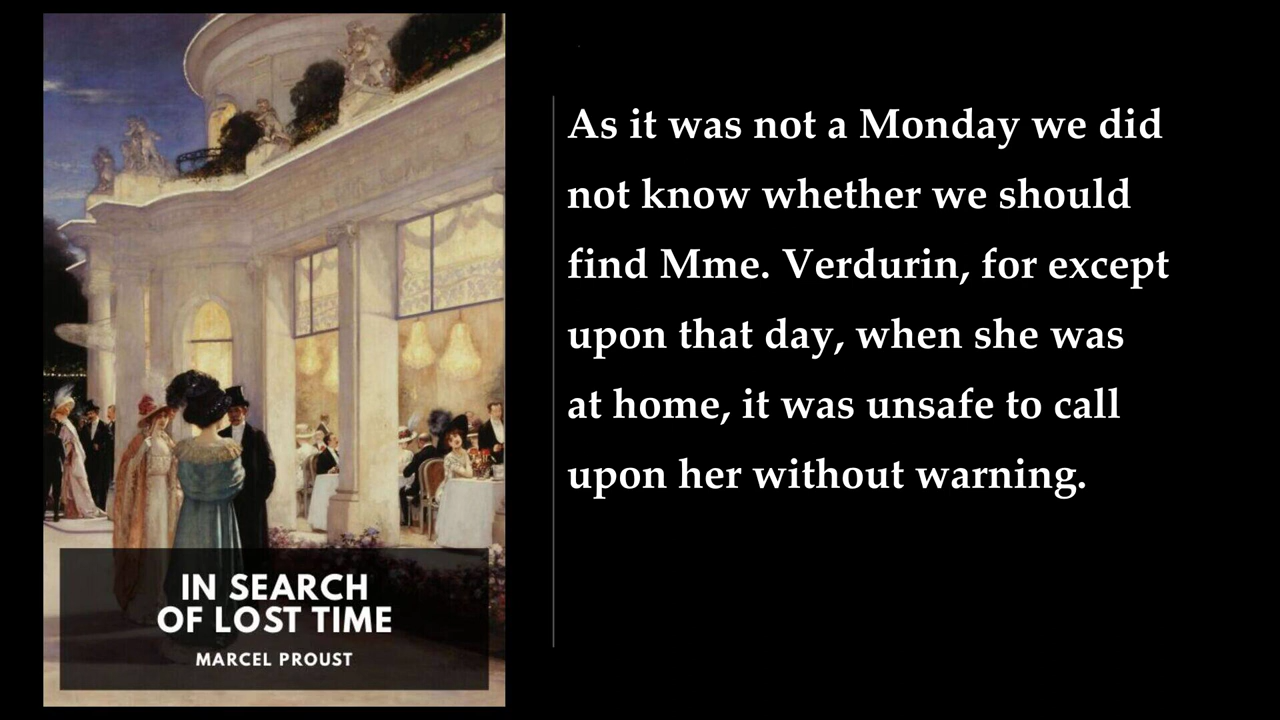 As it was not a Monday we did
not know whether we should
find Mme. Verdurin, for except
upon that day, when she was
at home, it was unsafe to call
upon her without warning.
IN SEARCH
OF LOST TIME
MARCEL PROUST